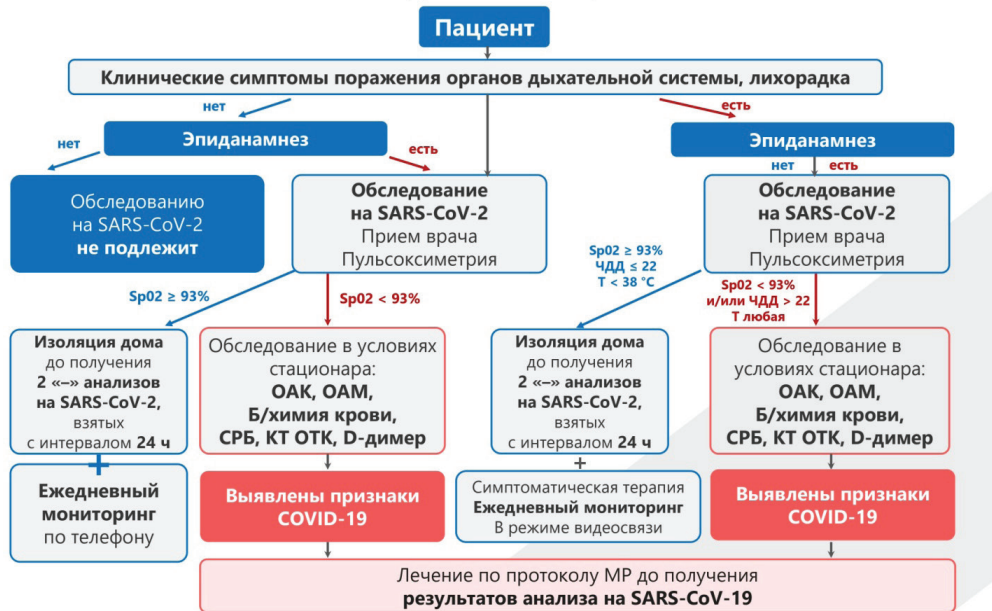 Пациент
Клинические симптомы поражения органов дыхательной системы, лихорадка
нет
есть
Эпиданамнез
нет
есть
Обследованию
на SARS-CoV-2
не подлежит
Обследование
на SARS-CoV-2
Прием врача
Пульсоксиметрия
Sp02 ≥ 93%
Sp02 < 93%
Изоляция дома
до получения
2 «–» анализов
на SARS-CoV-2,
взятых
с интервалом 24 ч
+
Ежедневный
мониторинг
по телефону
Обследование в условиях
стационара:
ОАК, ОАМ,
Б/химия крови,
СРБ, КТ ОТК, D-димер
Выявлены признаки
COVID-19
Эпиданамнез
нет
есть
Обследование
на SARS-CoV-2
Прием врача
Пульсоксиметрия
Sp02 ≥ 93%
ЧДД ≤ 22
T < 38 °C
Sp02 < 93%
и/или ЧДД > 22
Т любая
Изоляция дома
до получения
2 «–» анализов
на SARS-CoV-2,
взятых
с интервалом 24 ч
+
Симптоматическая терапия
Ежедневный мониторинг
В режиме видеосвязи
Обследование в
условиях стационара:
ОАК, ОАМ,
Б/химия крови,
СРБ, КТ ОТК, D-димер
Выявлены признаки
COVID-19
Лечение по протоколу МР до получения
результатов анализа на SARS-CoV-19